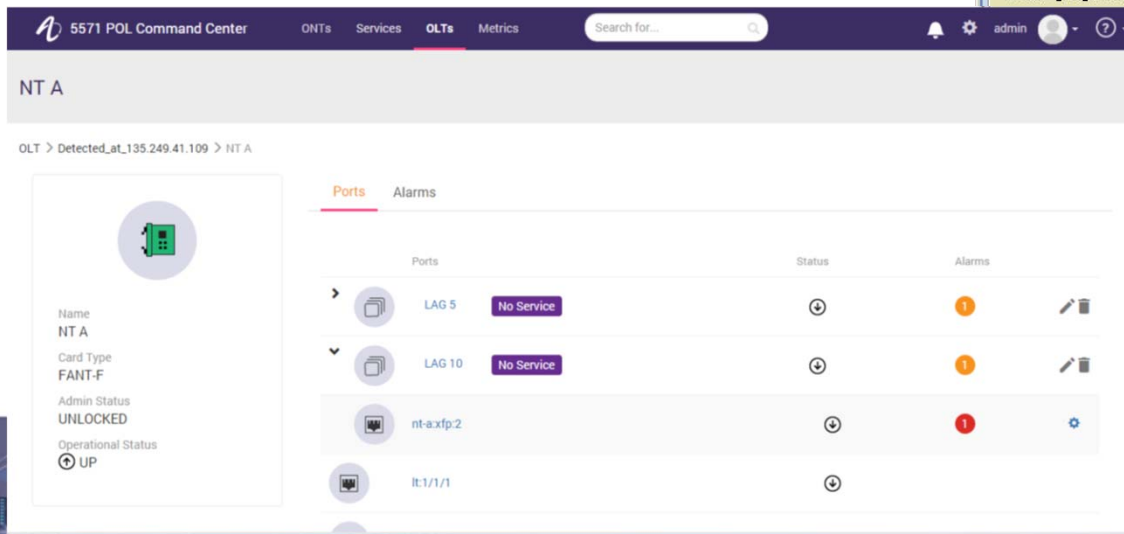 5571 POL Command Center ONTs Services OLTs Metrics Search for... admin ?
NT A
OLT > Detected_at_135.249.41.109 > NT A
Ports Alarms
Ports Status Alarms
LAG 5 No Service 1
LAG 10 No Service 1
nt-a:xfp:2 1
lt:1/1/1
Name
NT A
Card Type
FANT-F
Admin Status
UNLOCKED
Operational Status
UP